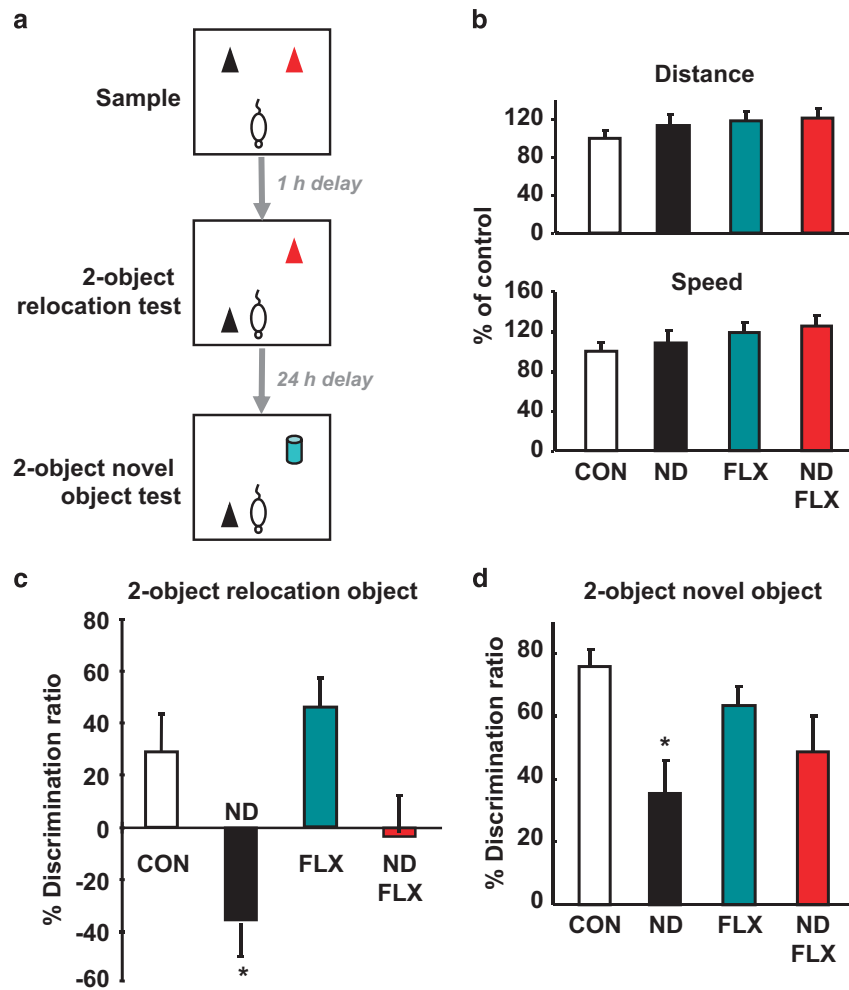 a
Sample
1 h delay
2-object
relocation test
24 h delay
2-object novel
object test
b
Distance
120
80
40
0
% of control
Speed
160
120
80
40
0
CON ND FLX ND
FLX
c
2-object relocation object
80
60
40
20
0
-20
-40
-60
% Discrimination ratio
ND
CON FLX ND
FLX
*
d
2-object novel object
80
60
40
20
0
% Discrimination ratio
*
CON ND FLX ND
FLX